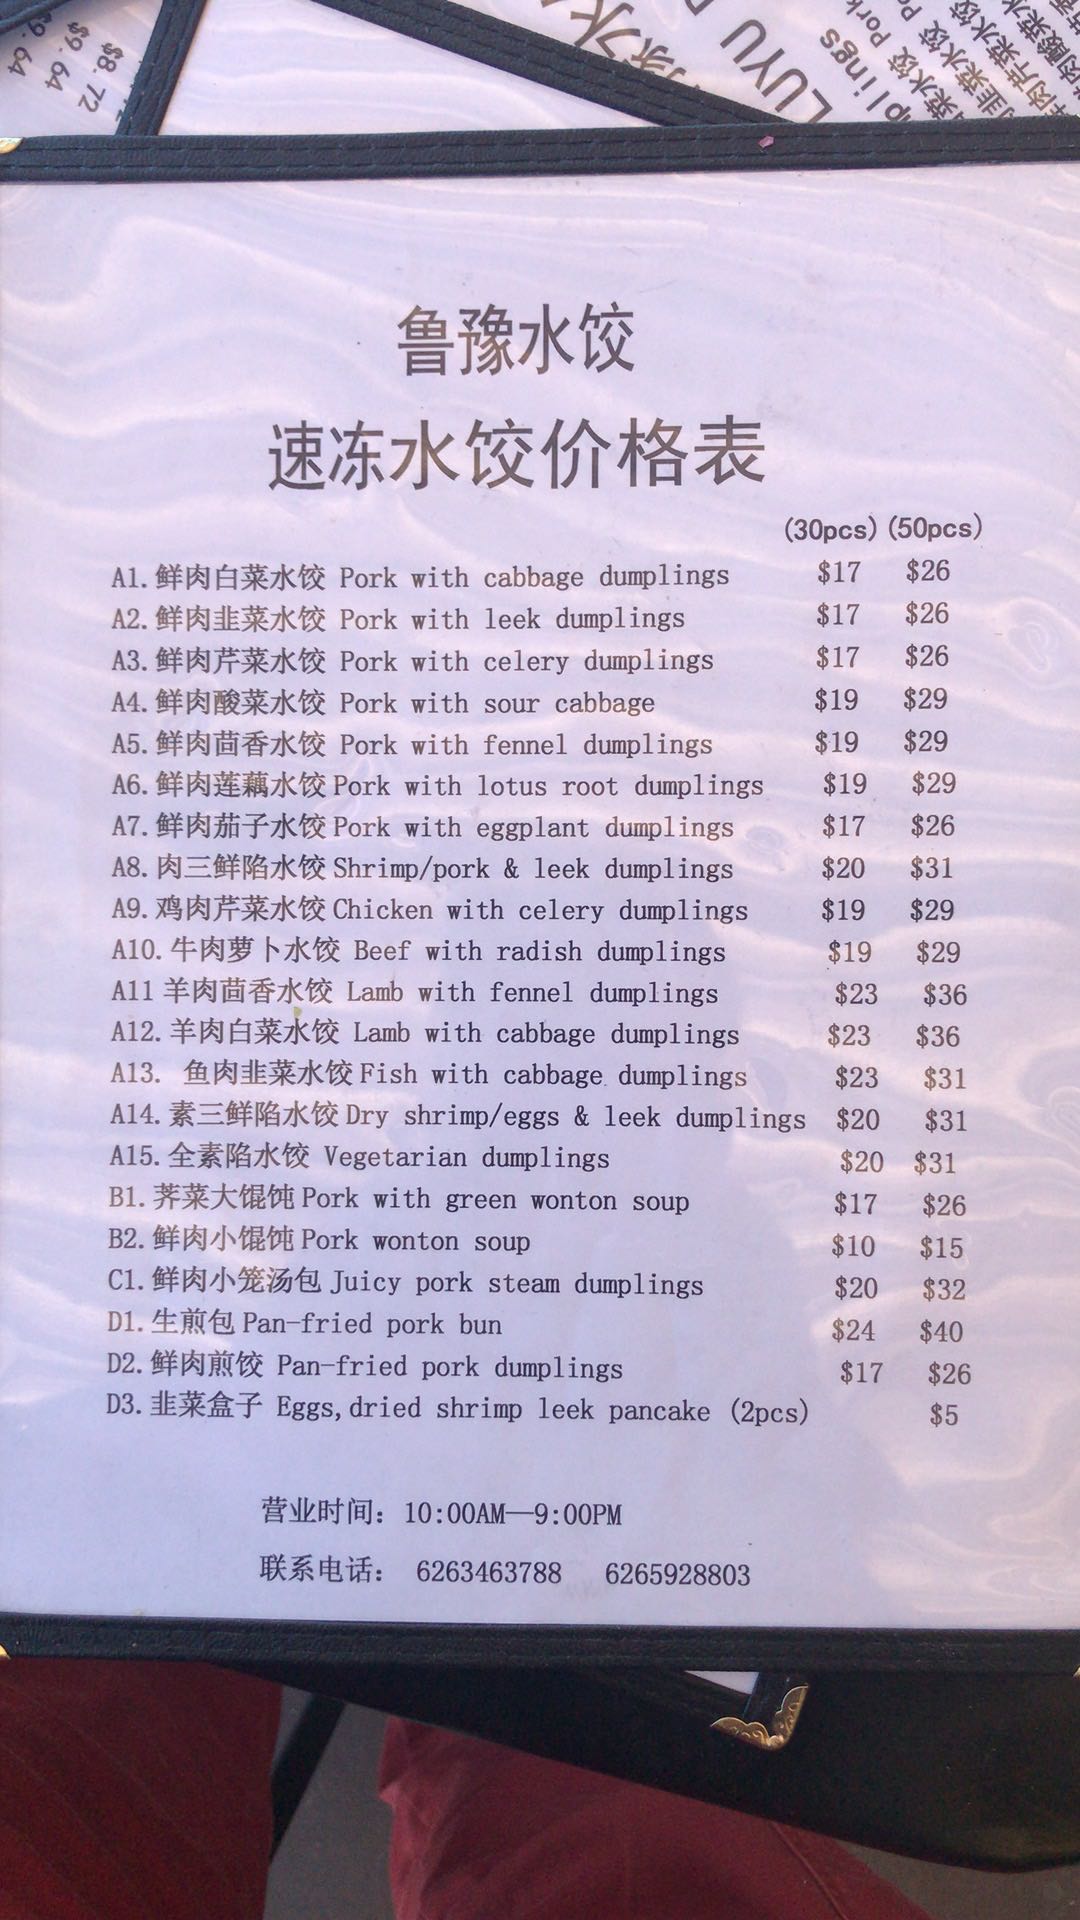 $8.72
$9.64
$9.64
LUYU
水饺 Pork
鲁豫水饺
速冻水饺价格表
(30pcs) (50pcs)
A1. 鲜肉白菜水饺 Pork with cabbage dumplings $17 $26
A2. 鲜肉韭菜水饺 Pork with leek dumplings $17 $26
A3. 鲜肉芹菜水饺 Pork with celery dumplings $17 $26
A4. 鲜肉酸菜水饺 Pork with sour cabbage $19 $29
A5. 鲜肉茴香水饺 Pork with fennel dumplings $19 $29
A6. 鲜肉莲藕水饺 Pork with lotus root dumplings $19 $29
A7. 鲜肉茄子水饺 Pork with eggplant dumplings $17 $26
A8. 肉三鲜陷水饺 Shrimp/pork & leek dumplings $20 $31
A9. 鸡肉芹菜水饺 Chicken with celery dumplings $19 $29
A10. 牛肉萝卜水饺 Beef with radish dumplings $19 $29
A11 羊肉茴香水饺 Lamb with fennel dumplings $23 $36
A12. 羊肉白菜水饺 Lamb with cabbage dumplings $23 $36
A13. 鱼肉韭菜水饺 Fish with cabbage dumplings $23 $31
A14. 素三鲜陷水饺 Dry shrimp/eggs & leek dumplings $20 $31
A15. 全素陷水饺 Vegetarian dumplings $20 $31
B1. 荠菜大馄饨 Pork with green wonton soup $17 $26
B2. 鲜肉小馄饨 Pork wonton soup $10 $15
C1. 鲜肉小笼汤包 Juicy pork steam dumplings $20 $32
D1. 生煎包 Pan-fried pork bun $24 $40
D2. 鲜肉煎饺 Pan-fried pork dumplings $17 $26
D3. 韭菜盒子 Eggs,dried shrimp leek pancake (2pcs) $5
营业时间：10:00AM—9:00PM
联系电话： 6263463788 6265928803